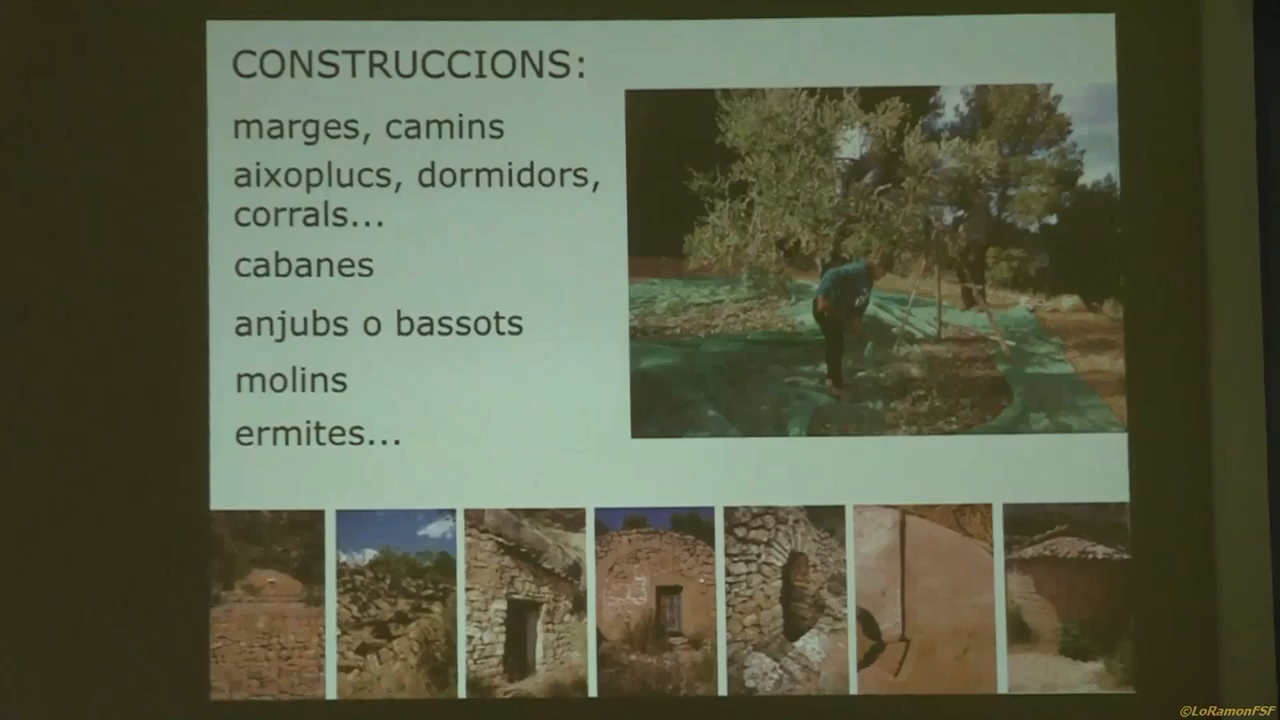 CONSTRUCCIONS:
marges, camins
aixoplucs, dormidors,
corrals...
cabanes
anjubs o bassots
molins
ermites...
©LoRamonFSF